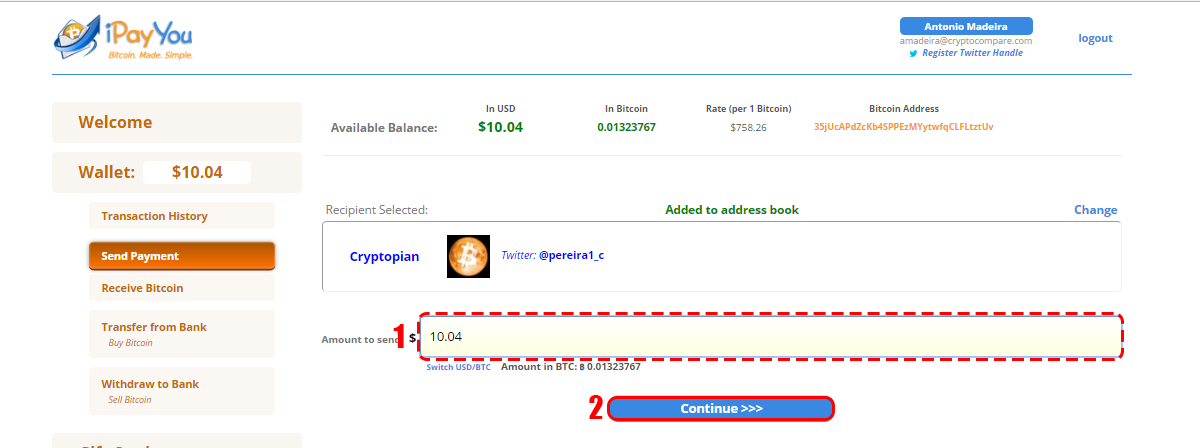 iPayYou
Bitcoin. Made. Simple.
Antonio Madeira
amadeira@cryptocompare.com
Register Twitter Handle
logout
Welcome
Wallet: $10.04
Transaction History
Send Payment
Receive Bitcoin
Transfer from Bank
Buy Bitcoin
Withdraw to Bank
Sell Bitcoin
In USD In Bitcoin Rate (per 1 Bitcoin) Bitcoin Address
Available Balance: $10.04 0.01323767 $758.26 35jUcAPdZcKb4SPPEzMYytwfqCLFLtztUv
Recipient Selected: Added to address book Change
Cryptopian Twitter: @pereira1_c
Amount to send 1 $ 10.04
Switch USD/BTC Amount in BTC: ฿ 0.01323767
2 Continue >>>